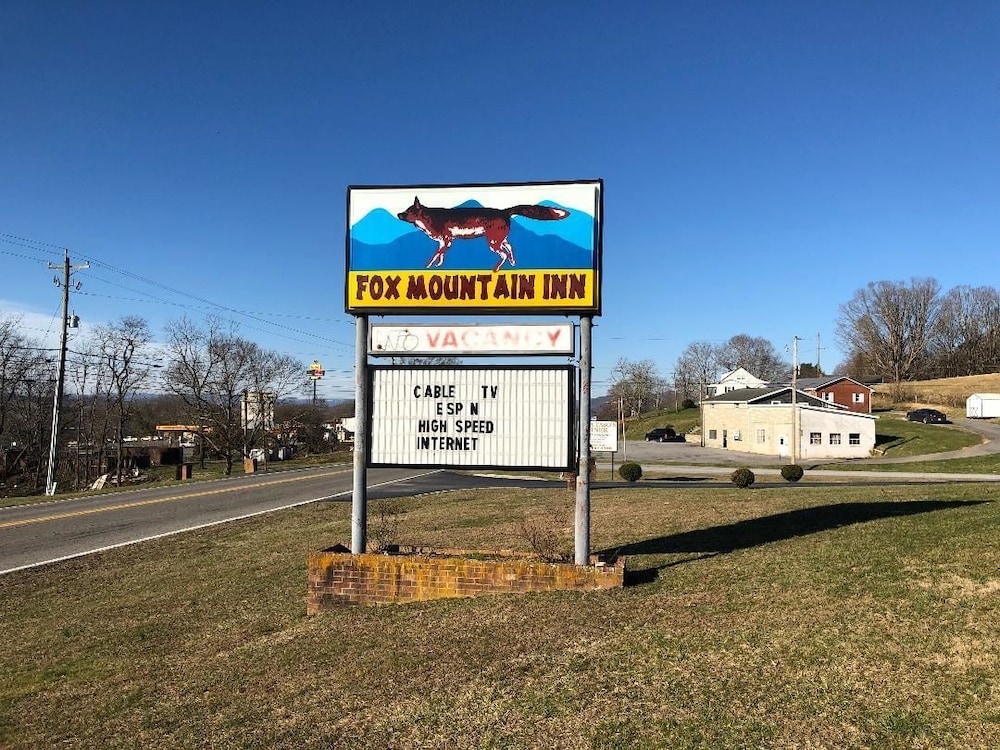 FOX MOUNTAIN INN
NO VACANCY
CABLE TV
ESPN
HIGH SPEED
INTERNET